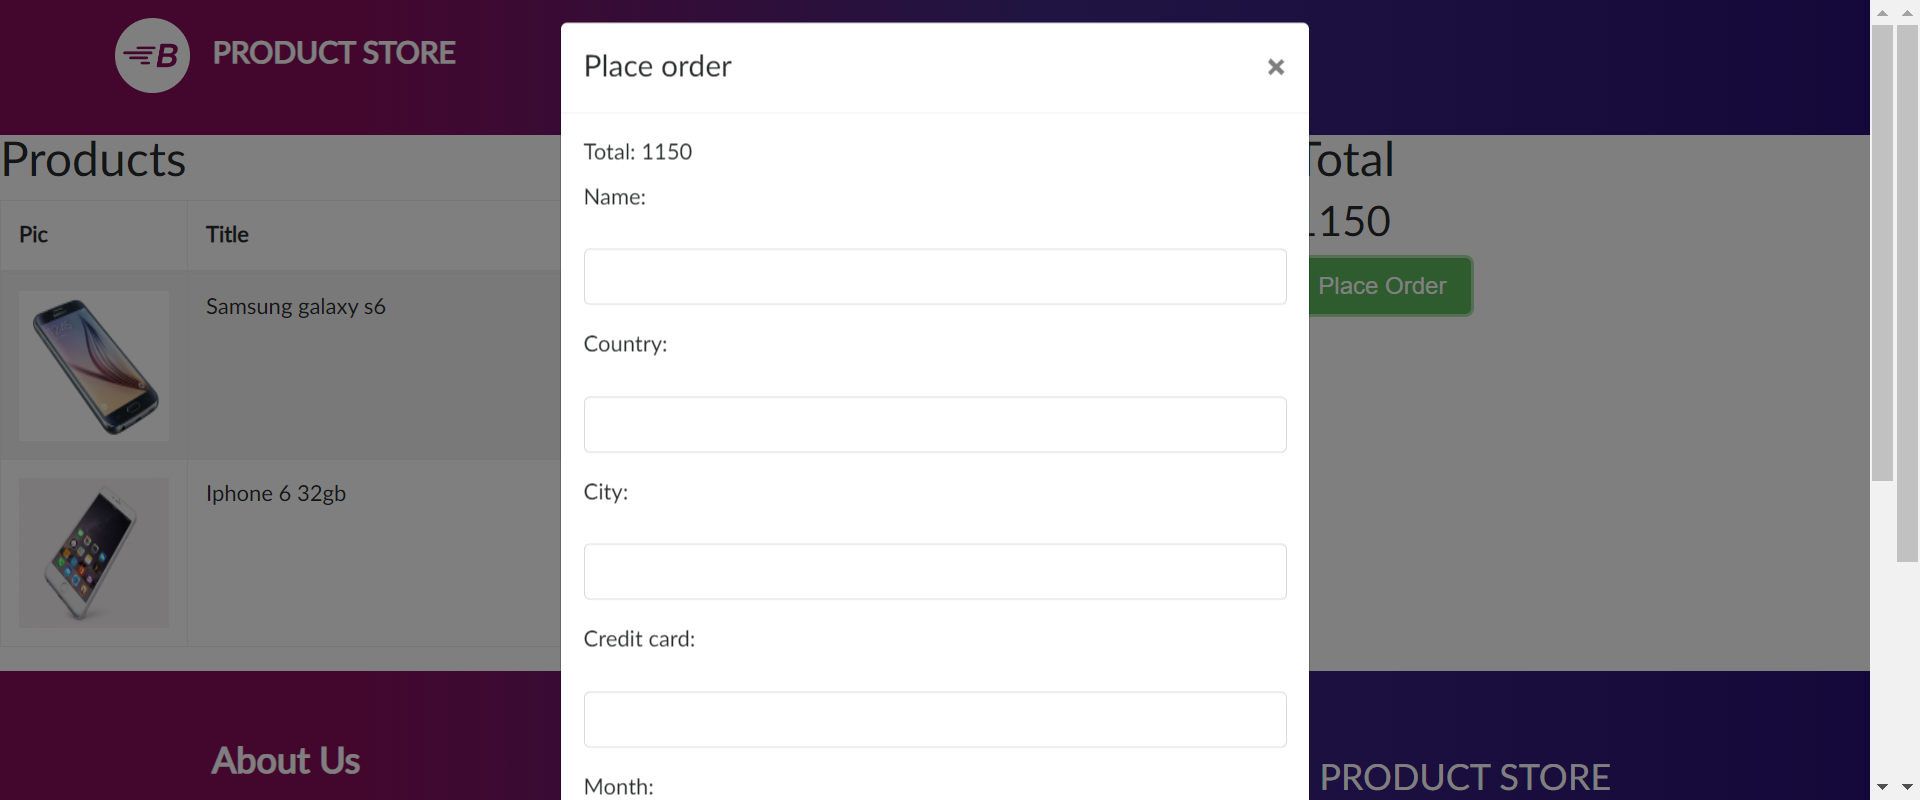 B
PRODUCT STORE
Place order
×
Total: 1150
Name:
Country:
City:
Credit card:
Month:
Products
Pic
Title
Samsung galaxy s6
Iphone 6 32gb
Total
1150
Place Order
About Us
PRODUCT STORE